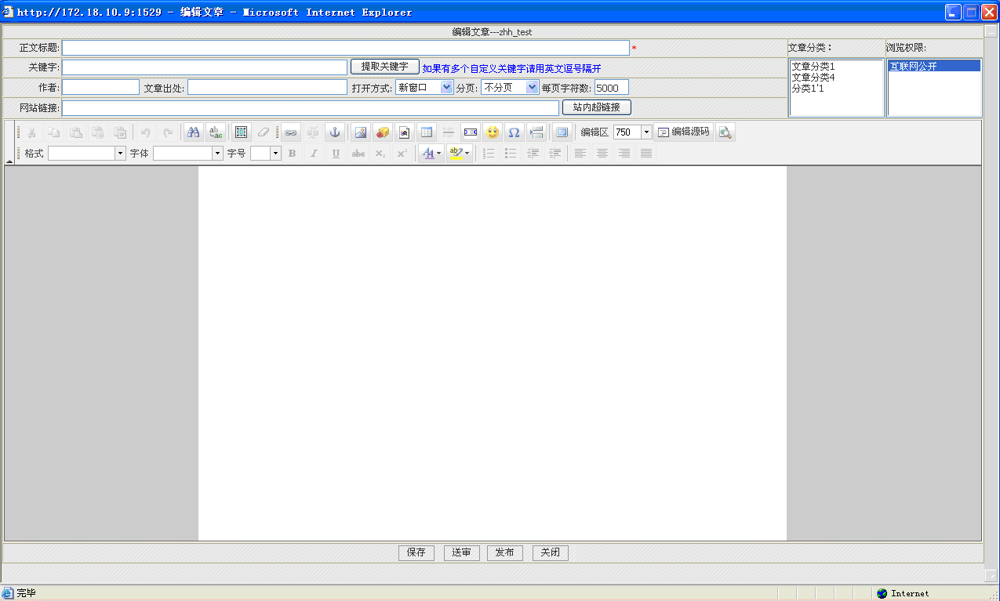 http://172.18.10.9:1529 - 编辑文章 - Microsoft Internet Explorer
编辑文章---zhh_test
正文标题: * 文章分类： 浏览权限:
关键字: 提取关键字 如果有多个自定义关键字请用英文逗号隔开 文章分类1 互联网公开
文章分类4
作者: 文章出处: 打开方式: 新窗口 分页: 不分页 每页字符数: 5000 分类1'1
网站链接: 站内超链接
编辑区 750 编辑源码
格式 字体 字号 B I U abc x₂ x²
保存 送审 发布 关闭
完毕 Internet